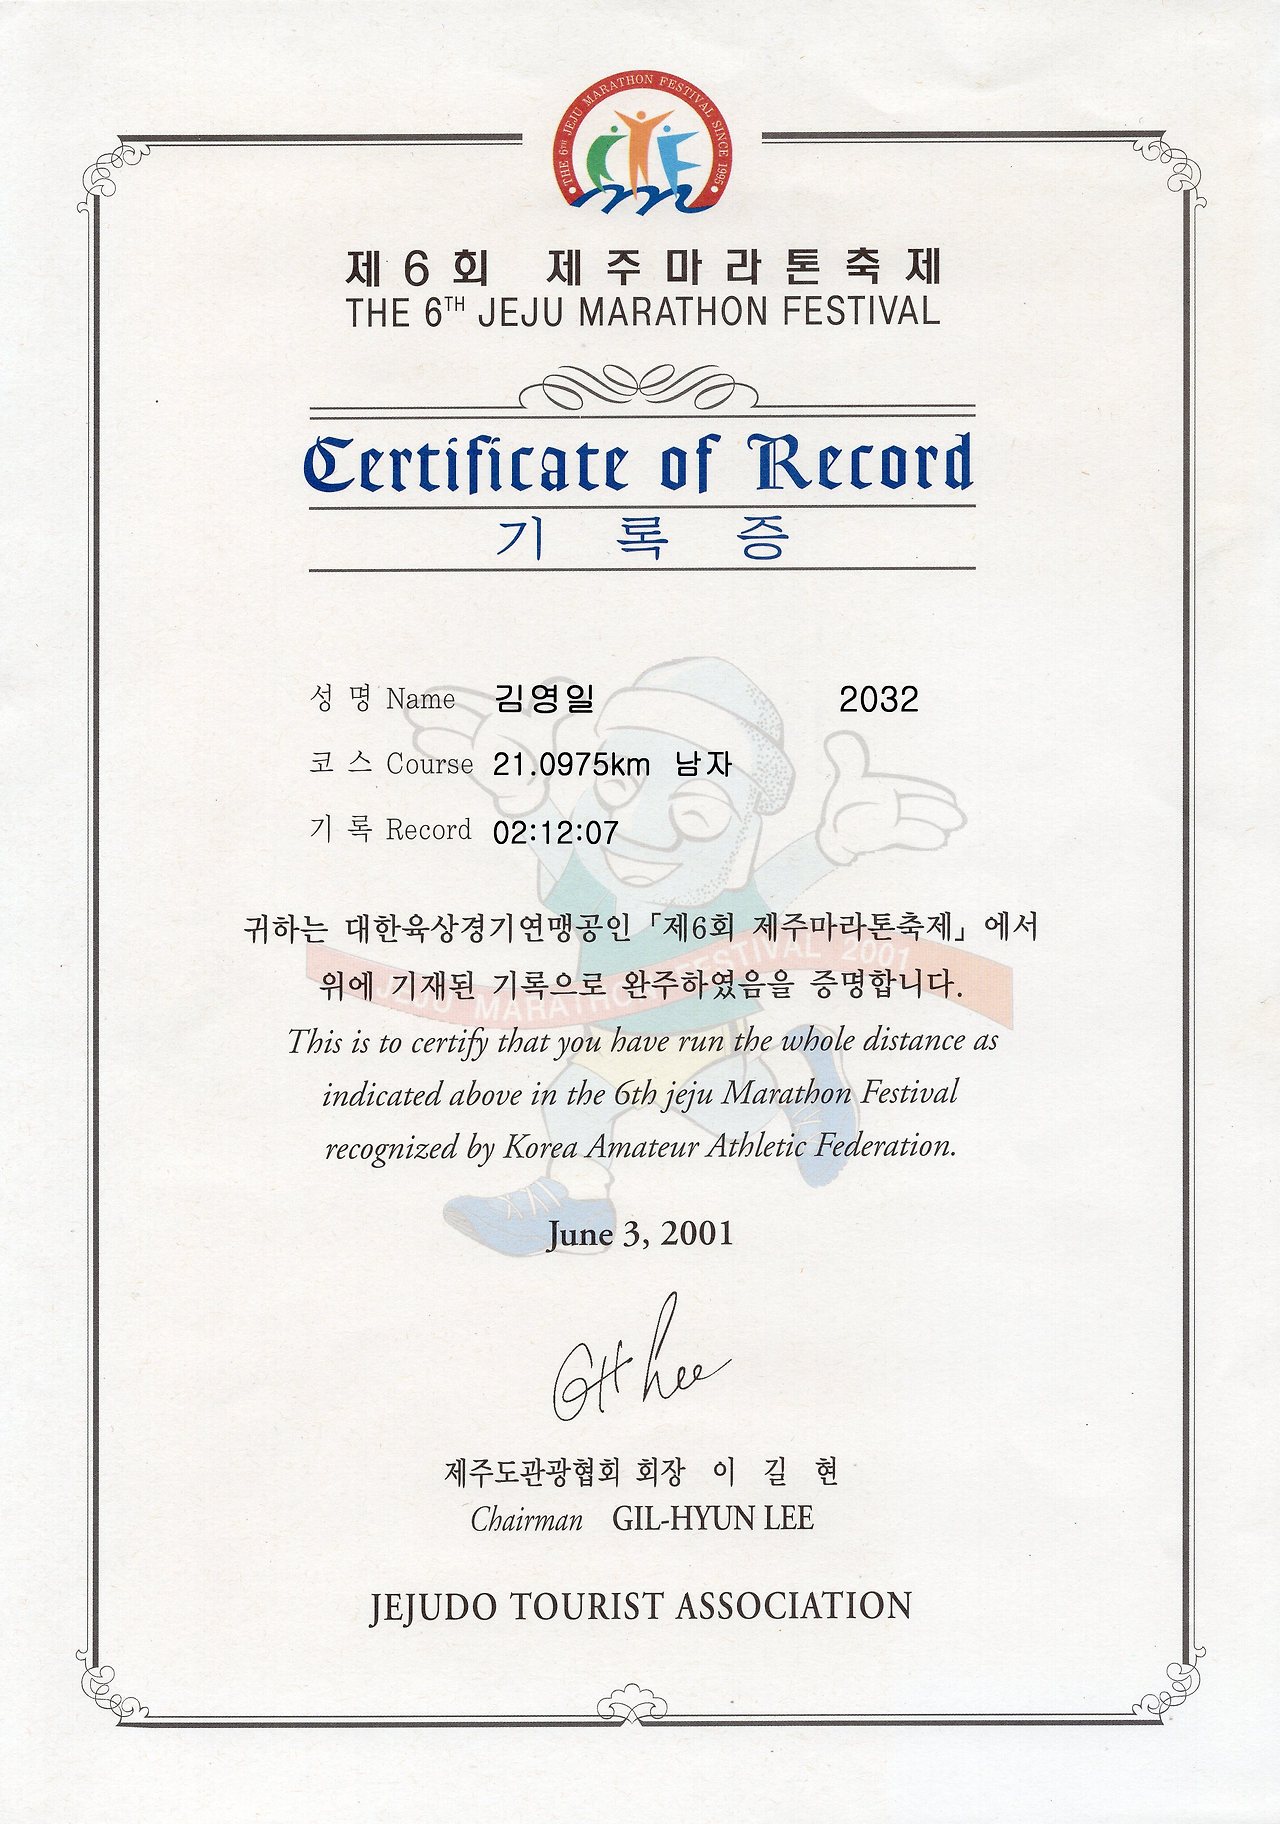 THE 6TH JEJU MARATHON FESTIVAL SINCE 1995
제6회 제주마라톤축제
THE 6TH JEJU MARATHON FESTIVAL
Certificate of Record
기 록 증
성 명 Name 김영일 2032
코 스 Course 21.0975km 남자
기 록 Record 02:12:07
귀하는 대한육상경기연맹공인 「제6회 제주마라톤축제」에서
위에 기재된 기록으로 완주하였음을 증명합니다.
JEJU MARATHON FESTIVAL 2001
This is to certify that you have run the whole distance as
indicated above in the 6th jeju Marathon Festival
recognized by Korea Amateur Athletic Federation.
June 3, 2001
GH Lee
제주도관광협회 회장 이 길 현
Chairman GIL-HYUN LEE
JEJUDO TOURIST ASSOCIATION